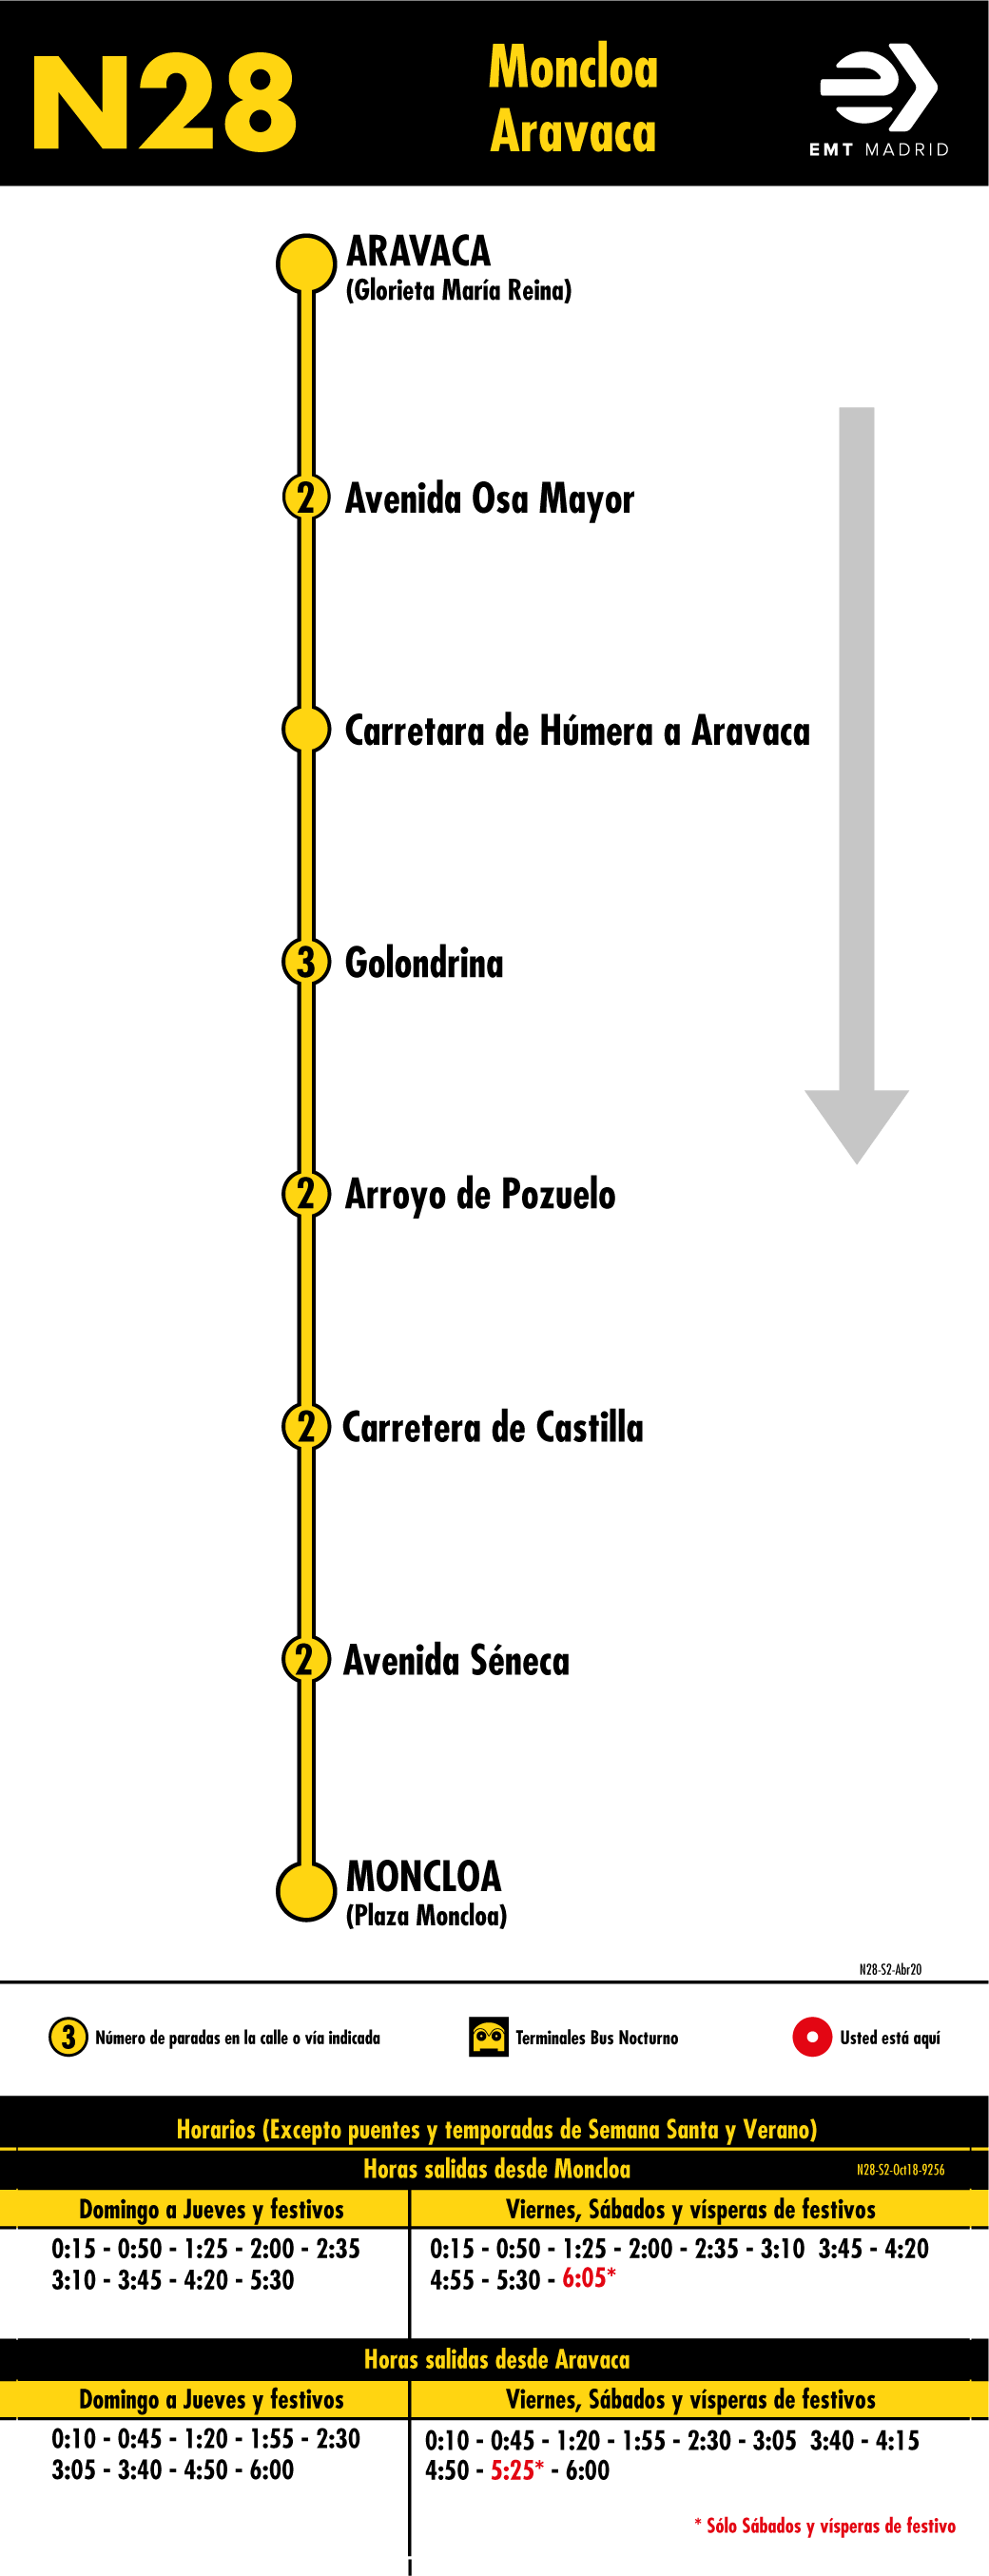 N28
Moncloa
Aravaca
EMT MADRID
ARAVACA
(Glorieta María Reina)
2 Avenida Osa Mayor
Carretara de Húmera a Aravaca
3 Golondrina
2 Arroyo de Pozuelo
2 Carretera de Castilla
2 Avenida Séneca
MONCLOA
(Plaza Moncloa)
N28-S2-Abr20
3 Número de paradas en la calle o vía indicada
Terminales Bus Nocturno
Usted está aquí
Horarios (Excepto puentes y temporadas de Semana Santa y Verano)
Horas salidas desde Moncloa
N28-S2-Oct18-9256
Domingo a Jueves y festivos
0:15 - 0:50 - 1:25 - 2:00 - 2:35
3:10 - 3:45 - 4:20 - 5:30
Viernes, Sábados y vísperas de festivos
0:15 - 0:50 - 1:25 - 2:00 - 2:35 - 3:10 3:45 - 4:20
4:55 - 5:30 - 6:05*
Horas salidas desde Aravaca
Domingo a Jueves y festivos
0:10 - 0:45 - 1:20 - 1:55 - 2:30
3:05 - 3:40 - 4:50 - 6:00
Viernes, Sábados y vísperas de festivos
0:10 - 0:45 - 1:20 - 1:55 - 2:30 - 3:05 3:40 - 4:15
4:50 - 5:25* - 6:00
* Sólo Sábados y vísperas de festivo